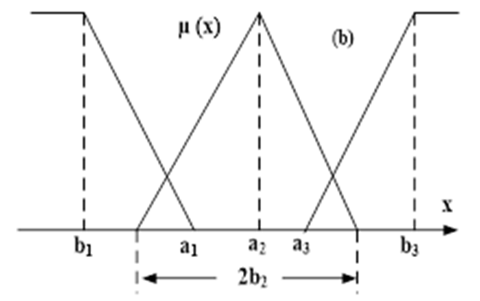 μ (x)
(b)
x
b₁ a₁ a₂ a₃ b₃
2b₂